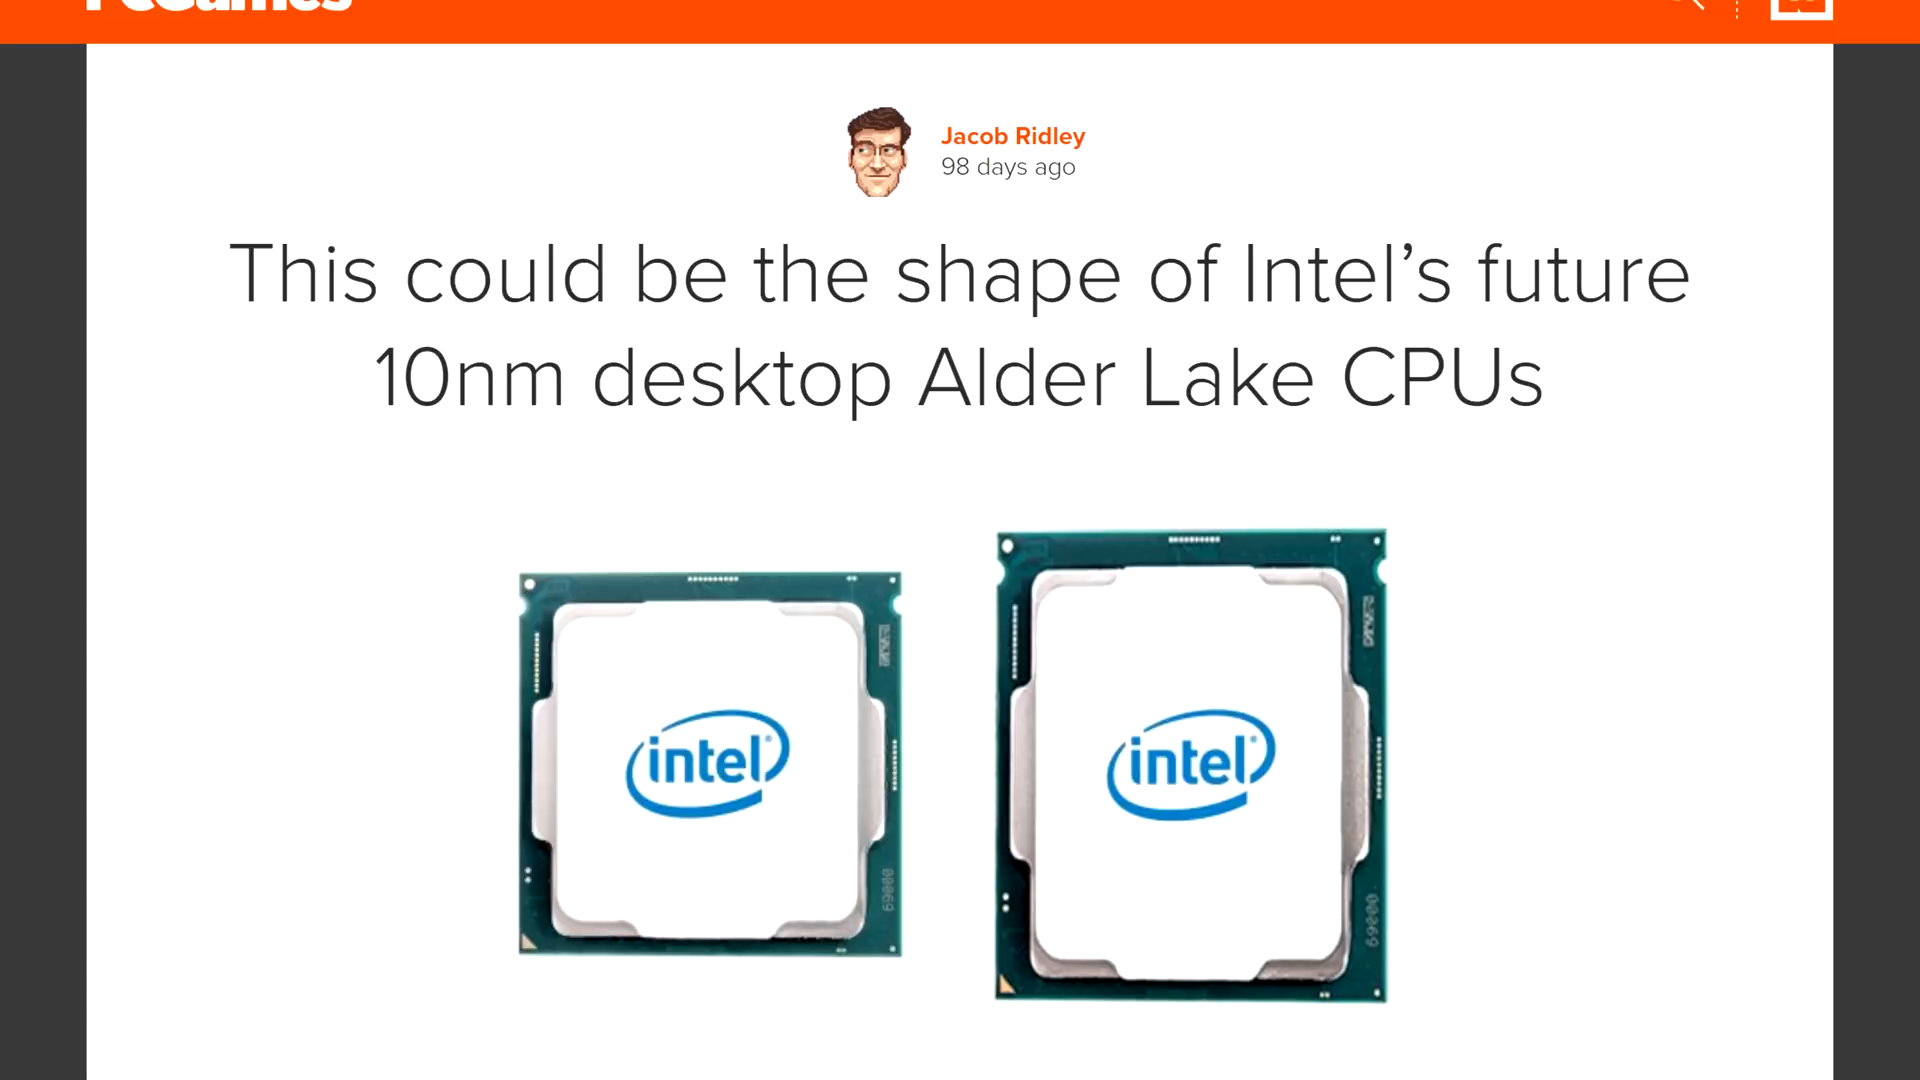 PCGames
Jacob Ridley
98 days ago
This could be the shape of Intel’s future
10nm desktop Alder Lake CPUs
intel®
intel®